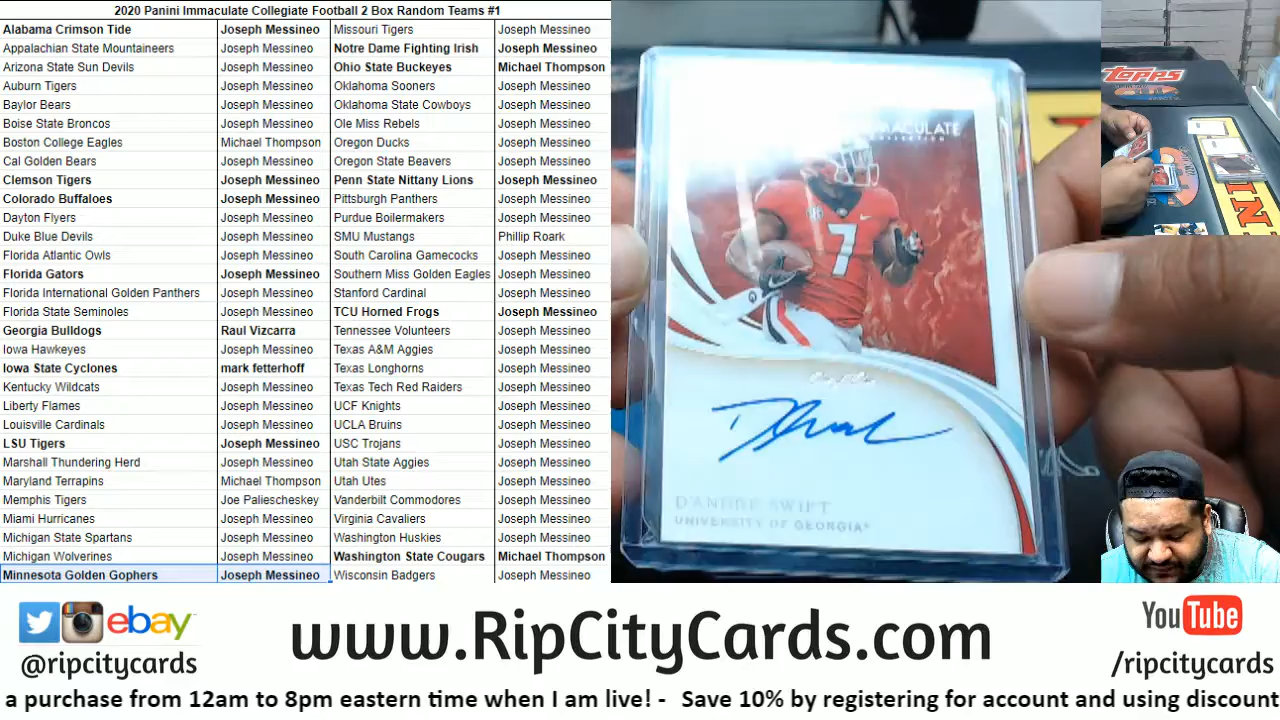 2020 Panini Immaculate Collegiate Football 2 Box Random Teams #1
Alabama Crimson Tide Joseph Messineo Missouri Tigers Joseph Messineo
Appalachian State Mountaineers Joseph Messineo Notre Dame Fighting Irish Joseph Messineo
Arizona State Sun Devils Joseph Messineo Ohio State Buckeyes Michael Thompson
Auburn Tigers Joseph Messineo Oklahoma Sooners Joseph Messineo
Baylor Bears Joseph Messineo Oklahoma State Cowboys Joseph Messineo
Boise State Broncos Joseph Messineo Ole Miss Rebels Joseph Messineo
Boston College Eagles Michael Thompson Oregon Ducks Joseph Messineo
Cal Golden Bears Joseph Messineo Oregon State Beavers Joseph Messineo
Clemson Tigers Joseph Messineo Penn State Nittany Lions Joseph Messineo
Colorado Buffaloes Joseph Messineo Pittsburgh Panthers Joseph Messineo
Dayton Flyers Joseph Messineo Purdue Boilermakers Joseph Messineo
Duke Blue Devils Joseph Messineo SMU Mustangs Phillip Roark
Florida Atlantic Owls Joseph Messineo South Carolina Gamecocks Joseph Messineo
Florida Gators Joseph Messineo Southern Miss Golden Eagles Joseph Messineo
Florida International Golden Panthers Joseph Messineo Stanford Cardinal Joseph Messineo
Florida State Seminoles Joseph Messineo TCU Horned Frogs Joseph Messineo
Georgia Bulldogs Raul Vizcarra Tennessee Volunteers Joseph Messineo
Iowa Hawkeyes Joseph Messineo Texas A&M Aggies Joseph Messineo
Iowa State Cyclones mark fetterhoff Texas Longhorns Joseph Messineo
Kentucky Wildcats Joseph Messineo Texas Tech Red Raiders Joseph Messineo
Liberty Flames Joseph Messineo UCF Knights Joseph Messineo
Louisville Cardinals Joseph Messineo UCLA Bruins Joseph Messineo
LSU Tigers Joseph Messineo USC Trojans Joseph Messineo
Marshall Thundering Herd Joseph Messineo Utah State Aggies Joseph Messineo
Maryland Terrapins Michael Thompson Utah Utes Joseph Messineo
Memphis Tigers Joe Paliescheskey Vanderbilt Commodores Joseph Messineo
Miami Hurricanes Joseph Messineo Virginia Cavaliers Joseph Messineo
Michigan State Spartans Joseph Messineo Washington Huskies Joseph Messineo
Michigan Wolverines Joseph Messineo Washington State Cougars Michael Thompson
Minnesota Golden Gophers Joseph Messineo Wisconsin Badgers Joseph Messineo
COLLECTION
7
One of One
D'ANDRE SWIFT
UNIVERSITY OF GEORGIA
TOPPS
ebay
@ripcitycards
www.RipCityCards.com
YouTube
/ripcitycards
a purchase from 12am to 8pm eastern time when I am live! - Save 10% by registering for account and using discount